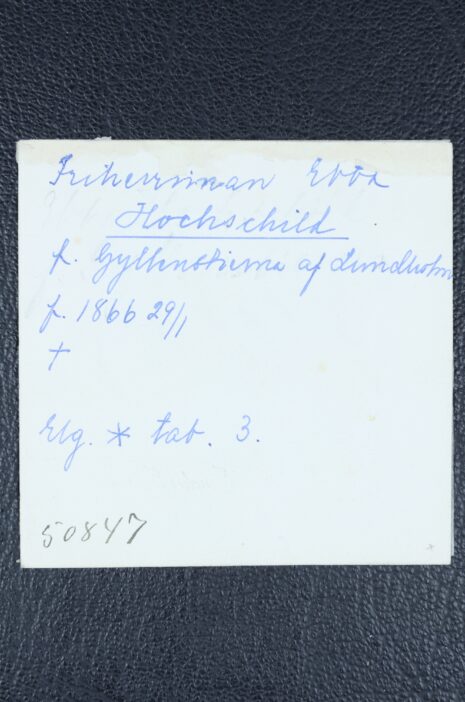 Friherrinnan Ebba
Hochschild
f. Gyllenstierna af Lundholm
f. 1866 29/1
†
Elg. * tab. 3.
50847